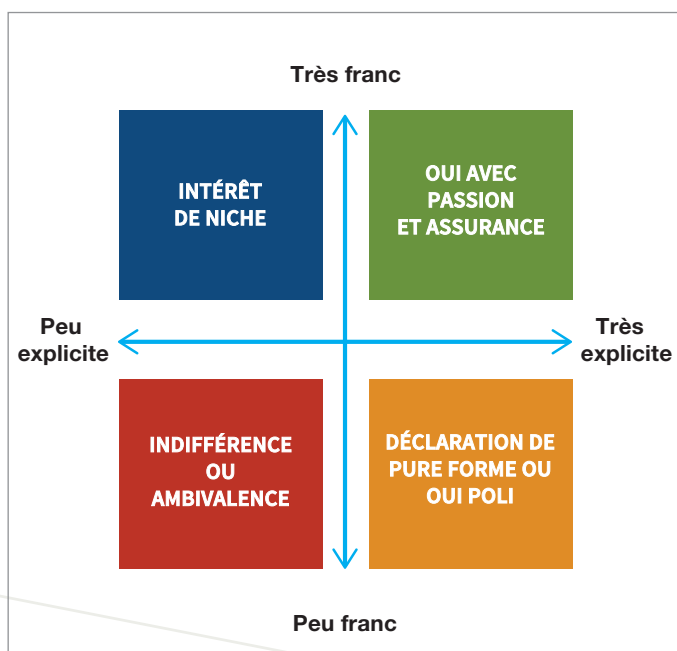 Très franc
INTÉRÊT
DE NICHE
OUI AVEC
PASSION
ET ASSURANCE
Peu
explicite
Très
explicite
INDIFFÉRENCE
OU
AMBIVALENCE
DÉCLARATION DE
PURE FORME OU
OUI POLI
Peu franc